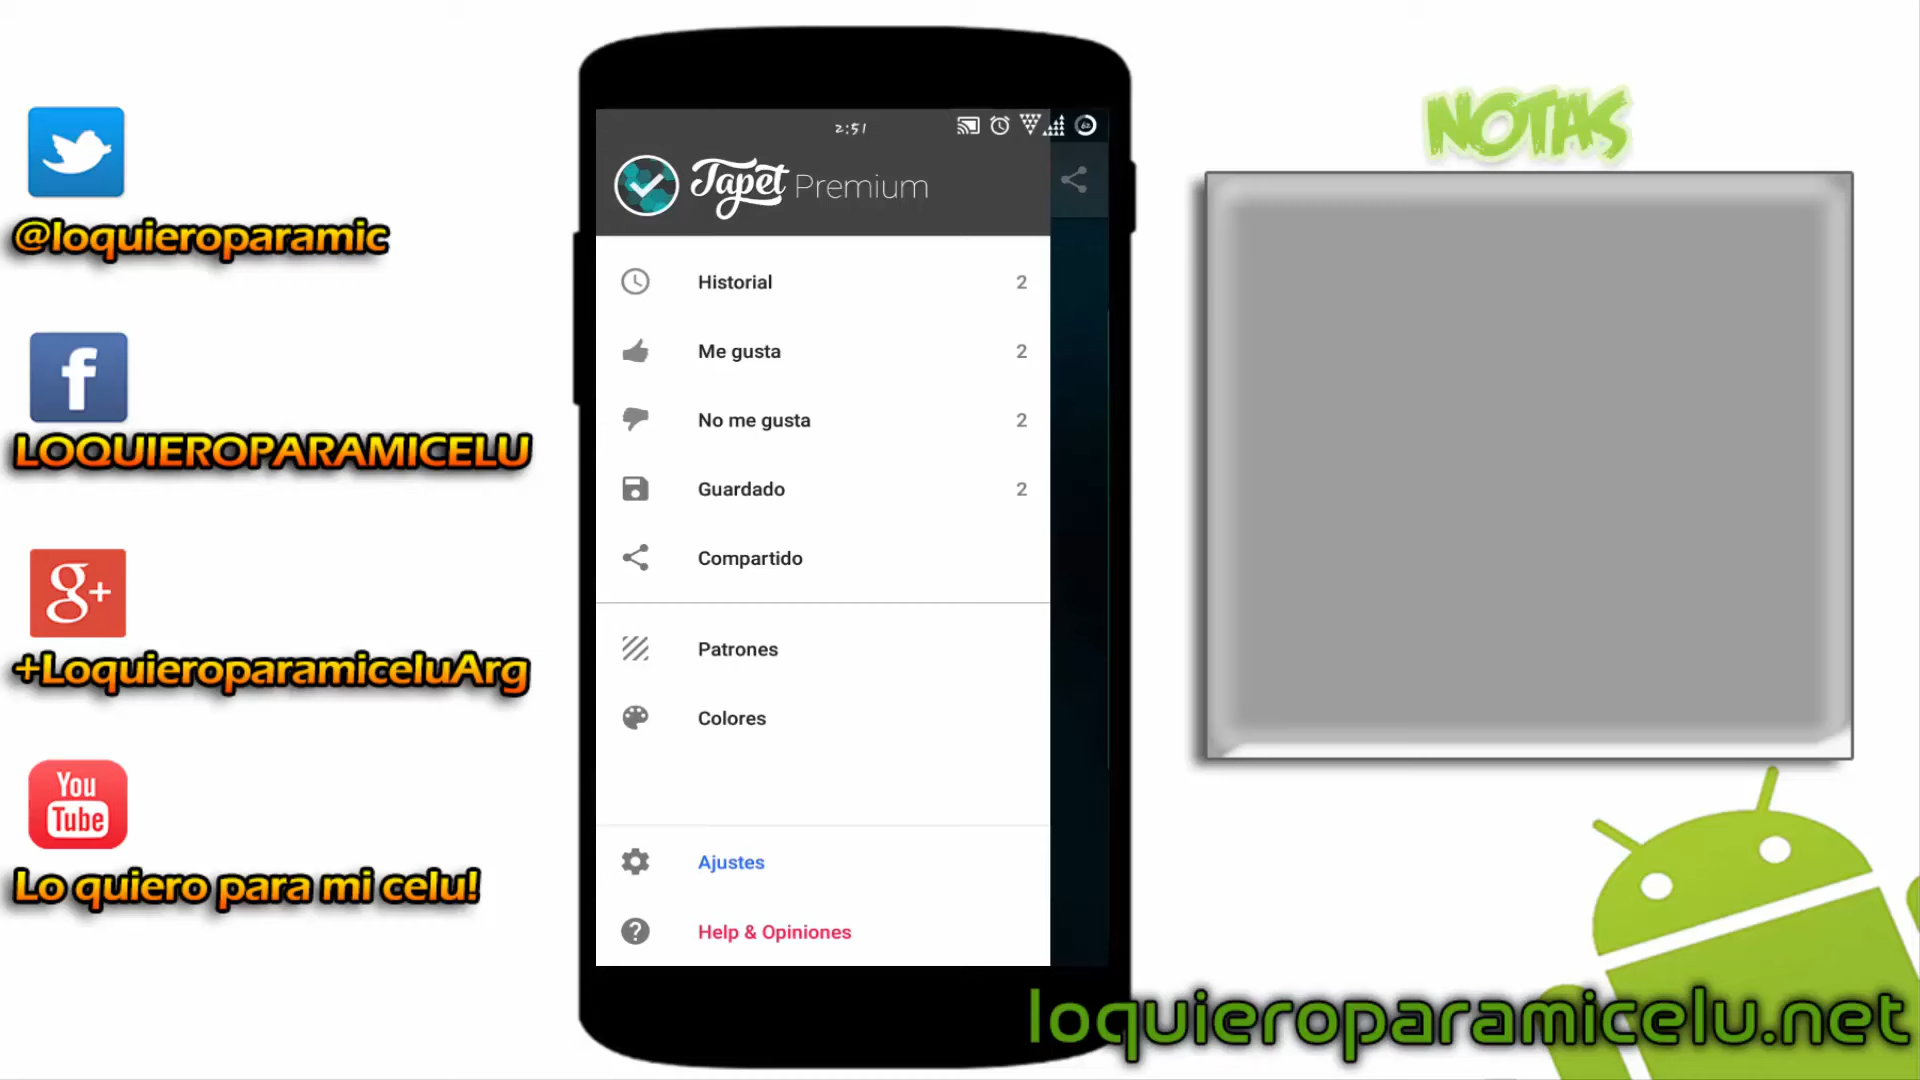 @loquieroparamic
f
LOQUIEROPARAMICELU
g+
+LoquieroparamiceluArg
You
Tube
Lo quiero para mi celu!
2:51
62
Tapet Premium
Historial 2
Me gusta 2
No me gusta 2
Guardado 2
Compartido
Patrones
Colores
Ajustes
Help & Opiniones
NOTAS
loquieroparamicelu.net